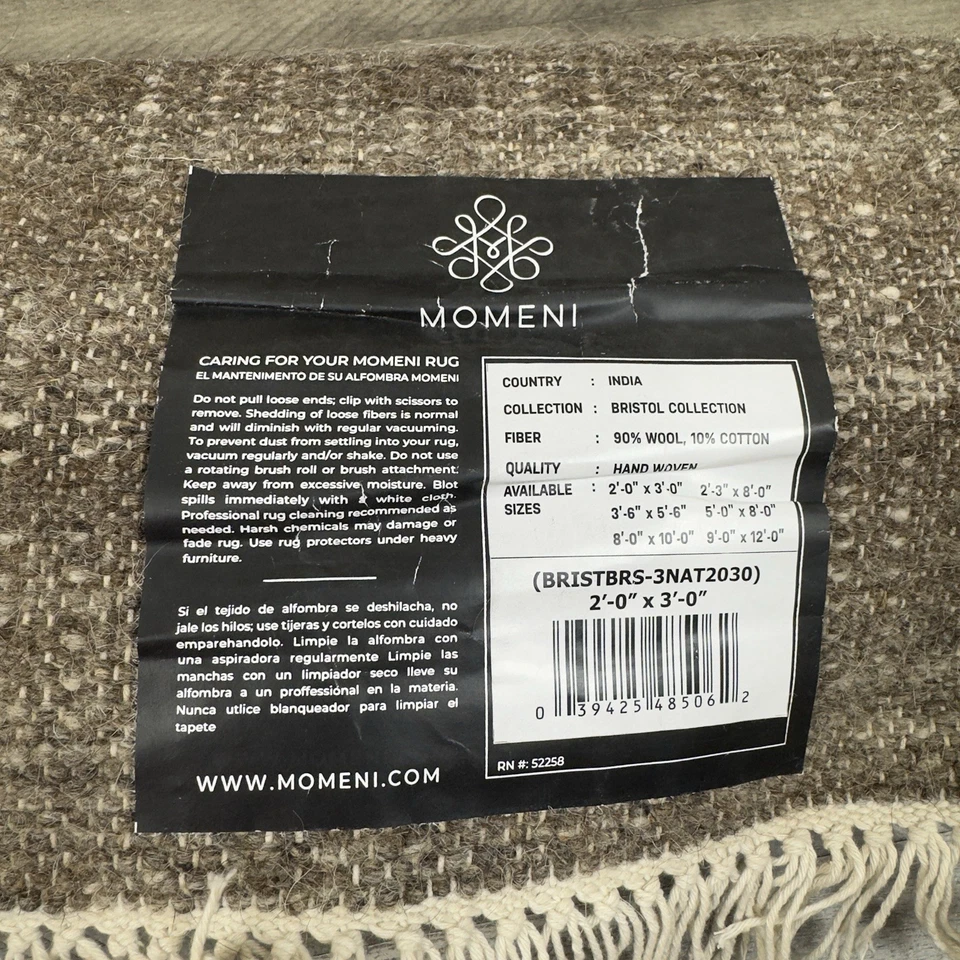 MOMENI
CARING FOR YOUR MOMENI RUG
EL MANTENIMENTO DE SU ALFOMBRA MOMENI
Do not pull loose ends; clip with scissors to
remove. Shedding of loose fibers is normal
and will diminish with regular vacuuming.
To prevent dust from settling into your rug,
vacuum regularly and/or shake. Do not use
a rotating brush roll or brush attachment.
Keep away from excessive moisture. Blot
spills immediately with a white cloth.
Professional rug cleaning recommended as
needed. Harsh chemicals may damage or
fade rug. Use rug protectors under heavy
furniture.
Si el tejido de alfombra se deshilacha, no
jale los hilos; use tijeras y cortelos con cuidado
emparehandolo. Limpie la alfombra con
una aspiradora regularmente Limpie las
manchas con un limpiador seco lleve su
alfombra a un proffessiónal en la materia.
Nunca utlice blanqueador para limpiar el
tapete
WWW.MOMENI.COM
COUNTRY : INDIA
COLLECTION : BRISTOL COLLECTION
FIBER : 90% WOOL, 10% COTTON
QUALITY : HAND WOVEN
AVAILABLE : 2'-0" x 3'-0" 2'-3" x 8'-0"
SIZES 3'-6" x 5'-6" 5'-0" x 8'-0"
8'-0" x 10'-0" 9'-0" x 12'-0"
(BRISTBRS-3NAT2030)
2'-0" x 3'-0"
0 39425 48506 2
RN #: 52258